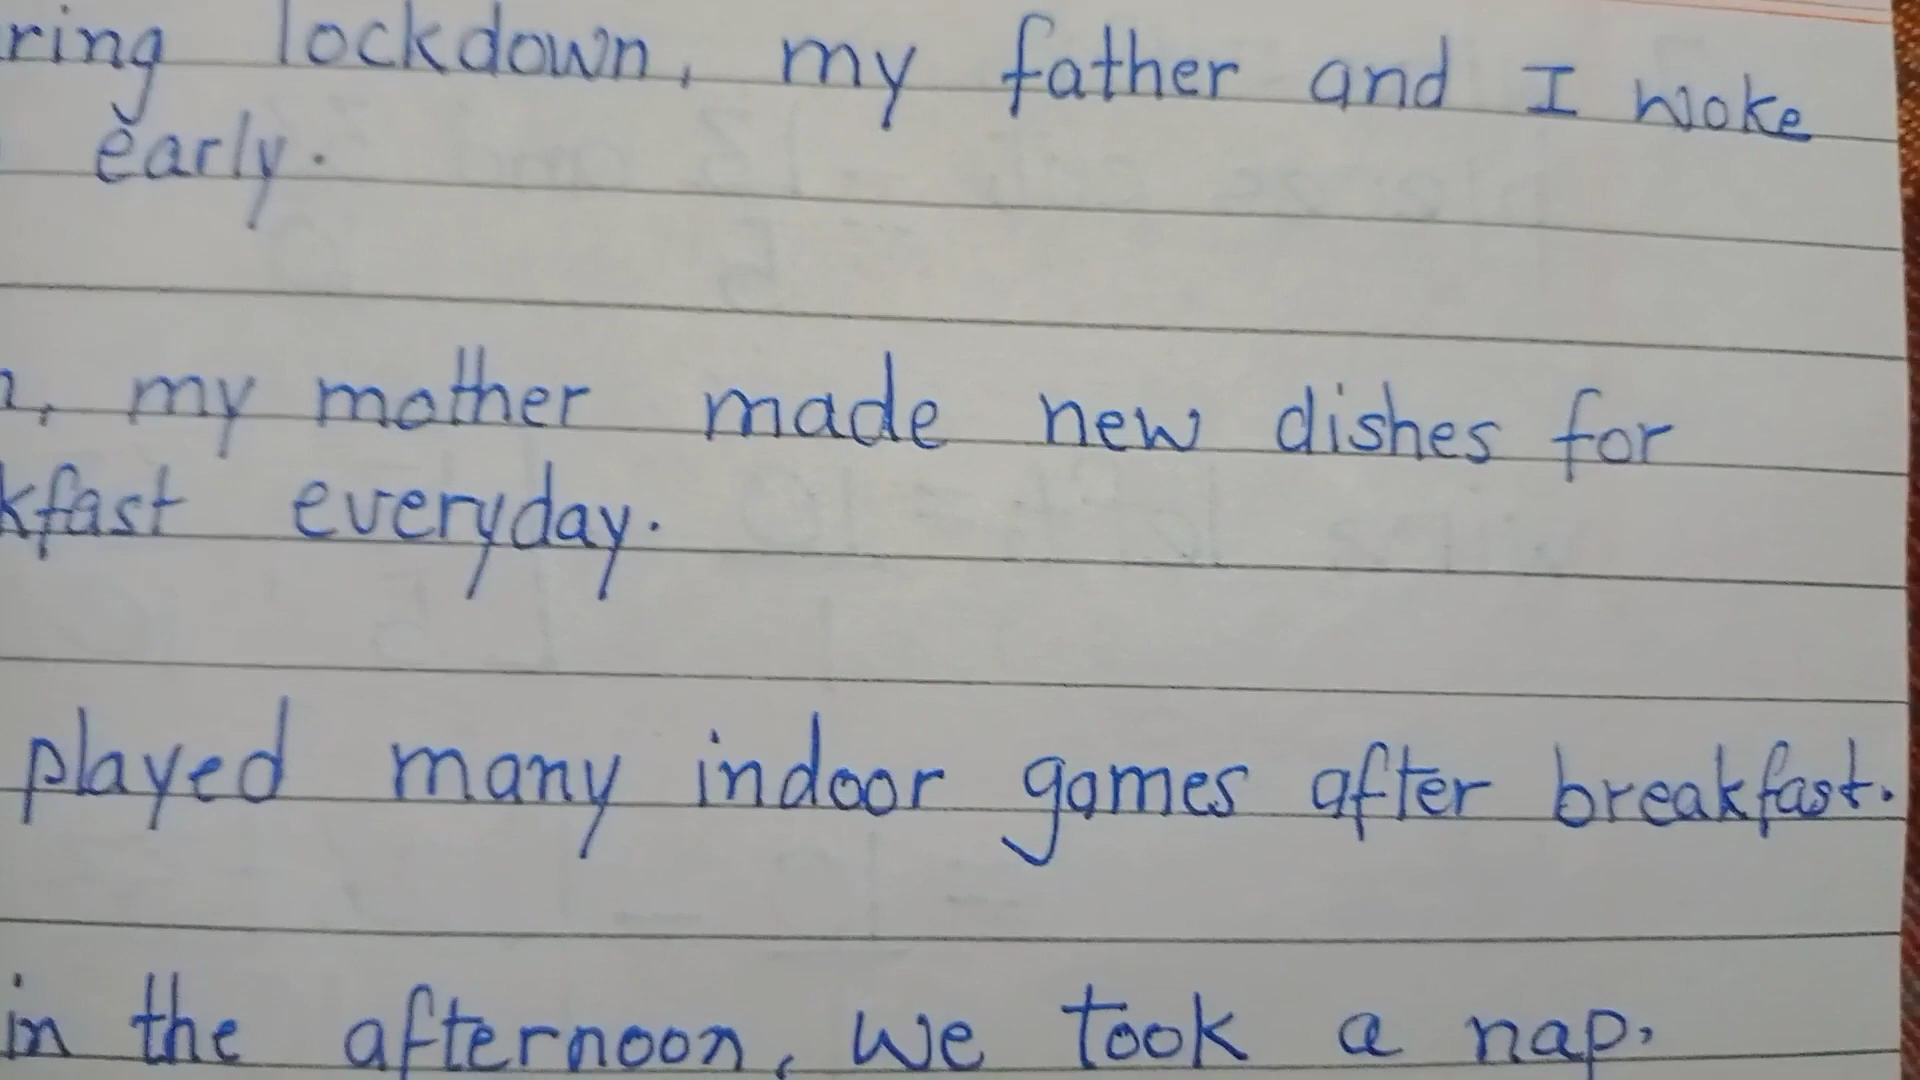 ring lockdown, my father and I woke
early.
my mother made new dishes for
kfast everyday.
played many indoor games after breakfast.
in the afternoon, we took a nap.